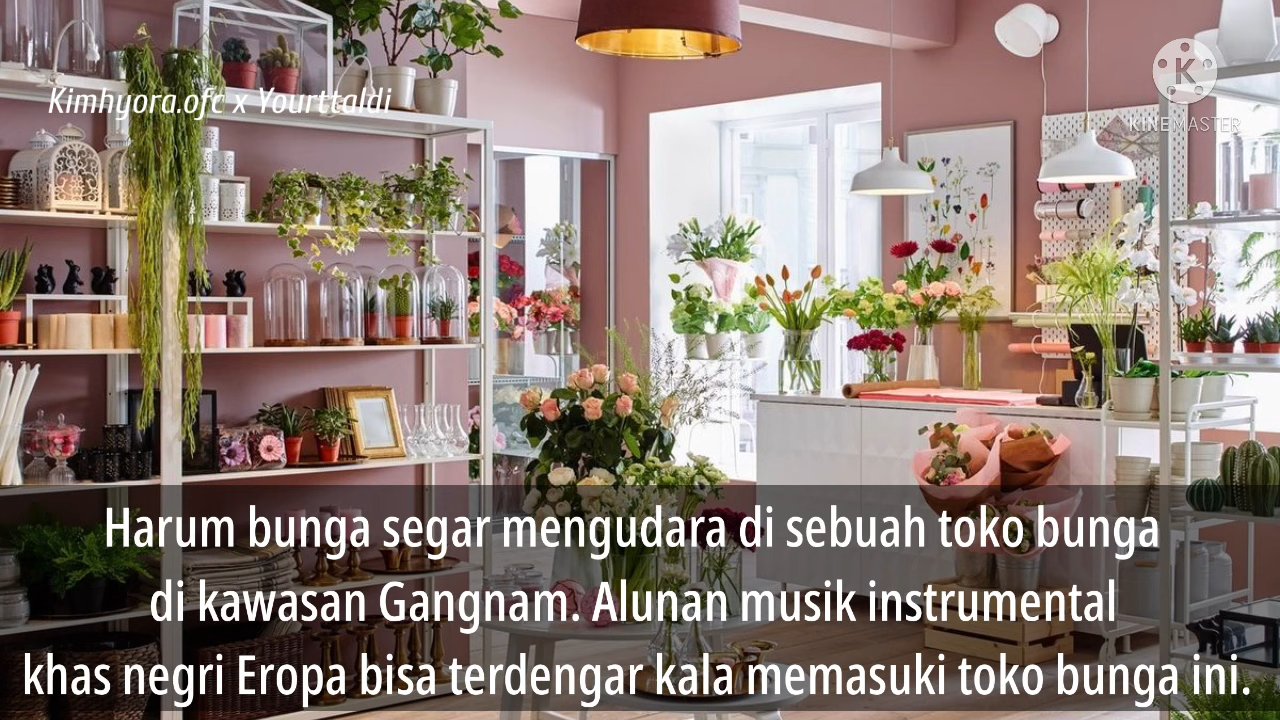 Kimhyora.ofc x Yourttaldi
K
KINEMASTER
Harum bunga segar mengudara di sebuah toko bunga
di kawasan Gangnam. Alunan musik instrumental
khas negri Eropa bisa terdengar kala memasuki toko bunga ini.